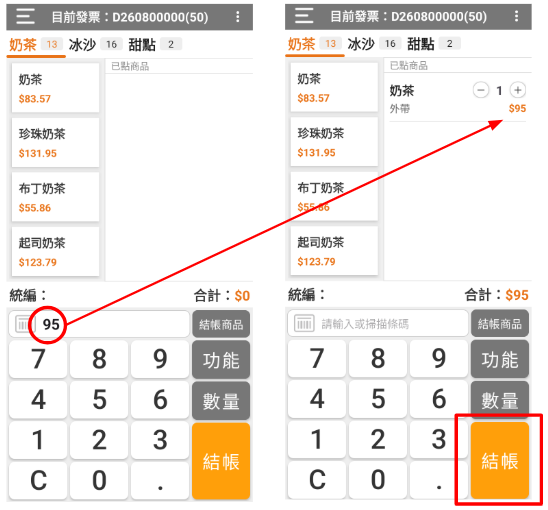 目前發票：D260800000(50)
奶茶 13 冰沙 16 甜點 2
已點商品
奶茶
$83.57
珍珠奶茶
$131.95
布丁奶茶
$55.86
起司奶茶
$123.79
統編：
合計：$0
95
結帳商品
7 8 9 功能
4 5 6 數量
1 2 3
結帳
C 0 .
目前發票：D260800000(50)
奶茶 13 冰沙 16 甜點 2
已點商品
奶茶 1
外帶 $95
奶茶
$83.57
珍珠奶茶
$131.95
布丁奶茶
$55.86
起司奶茶
$123.79
統編：
合計：$95
請輸入或掃描條碼
結帳商品
7 8 9 功能
4 5 6 數量
1 2 3
結帳
C 0 .